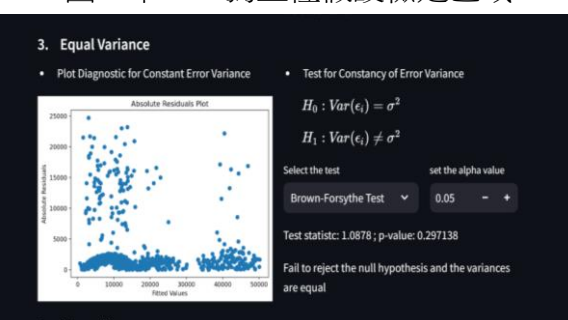 3. Equal Variance
• Plot Diagnostic for Constant Error Variance
Absolute Residuals Plot
25000
20000
15000
10000
5000
0
Absolute Residuals
0 10000 20000 30000 40000 50000
Fitted Values
• Test for Constancy of Error Variance
H₀ : Var(ϵᵢ) = σ²
H₁ : Var(ϵᵢ) ≠ σ²
Select the test
set the alpha value
Brown-Forsythe Test
0.05 − +
Test statistc: 1.0878 ; p-value: 0.297138
Fail to reject the null hypothesis and the variances
are equal